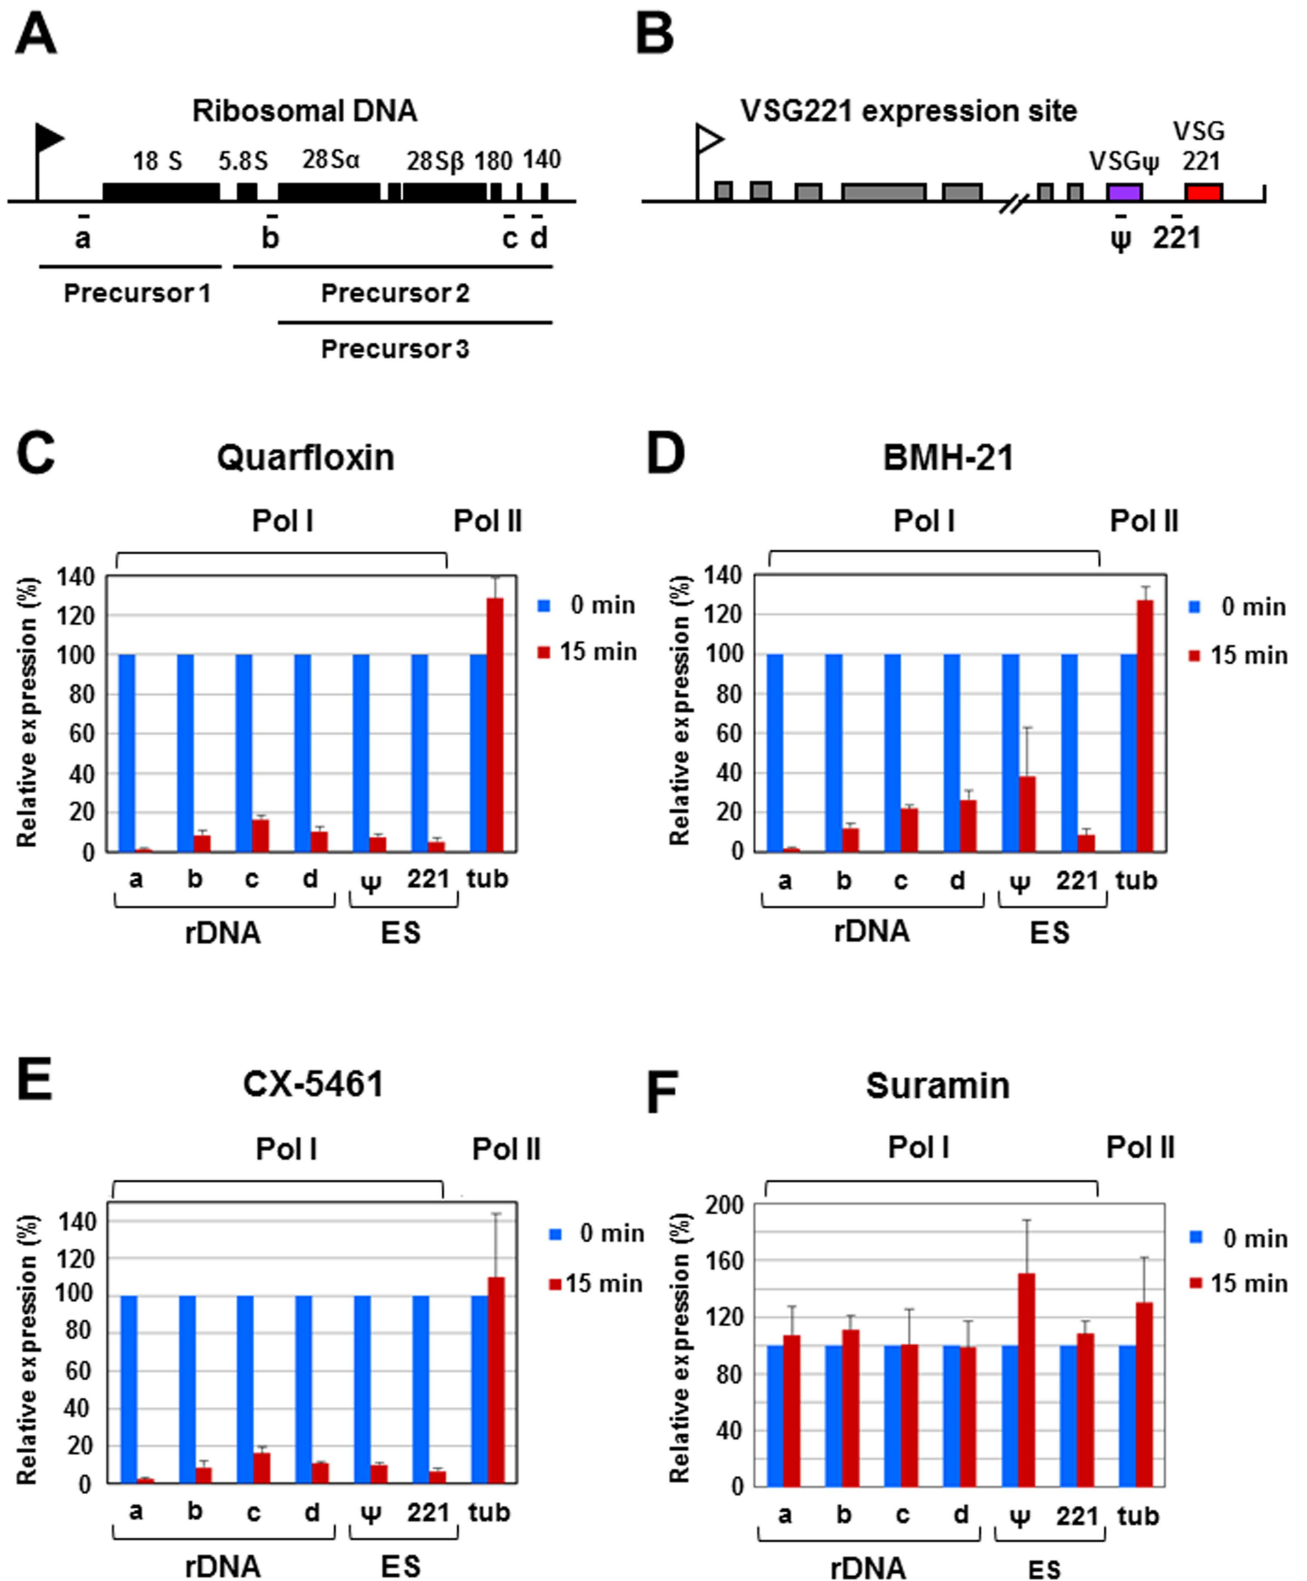 A
Ribosomal DNA
18 S 5.8S 28Sα 28Sβ 180 140
a b c d
Precursor 1 Precursor 2
Precursor 3
B
VSG221 expression site
VSGψ VSG 221
ψ 221
C
Quarfloxin
Pol I Pol II
Relative expression (%)
140
120
100
80
60
40
20
0
0 min
15 min
a b c d ψ 221 tub
rDNA ES
D
BMH-21
Pol I Pol II
Relative expression (%)
140
120
100
80
60
40
20
0
0 min
15 min
a b c d ψ 221 tub
rDNA ES
E
CX-5461
Pol I Pol II
Relative expression (%)
140
120
100
80
60
40
20
0
0 min
15 min
a b c d ψ 221 tub
rDNA ES
F
Suramin
Pol I Pol II
Relative expression (%)
200
160
120
80
40
0
0 min
15 min
a b c d ψ 221 tub
rDNA ES